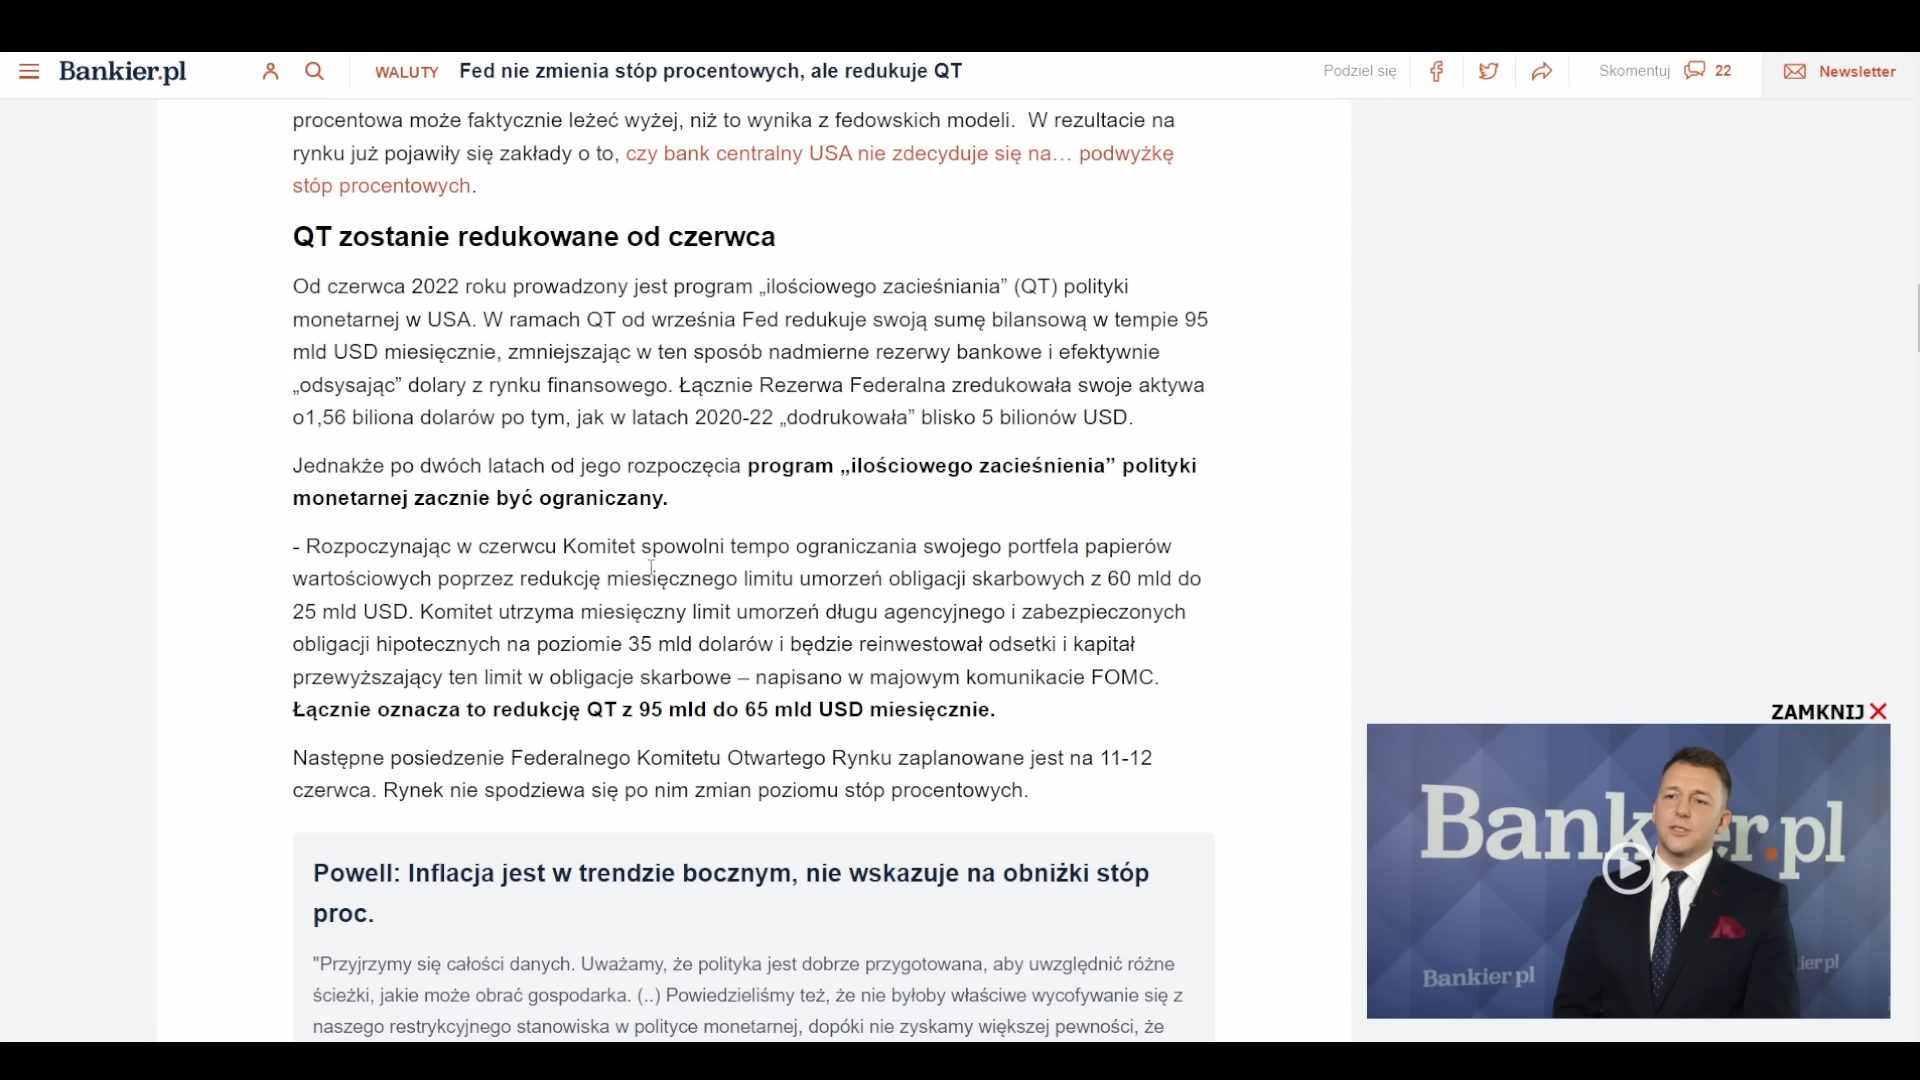 Bankier.pl
WALUTY
Fed nie zmienia stóp procentowych, ale redukuje QT
Podziel się
Skomentuj
22
Newsletter
procentowa może faktycznie leżeć wyżej, niż to wynika z fedowskich modeli. W rezultacie na
rynku już pojawiły się zakłady o to, czy bank centralny USA nie zdecyduje się na… podwyżkę
stóp procentowych.
QT zostanie redukowane od czerwca
Od czerwca 2022 roku prowadzony jest program „ilościowego zacieśniania” (QT) polityki
monetarnej w USA. W ramach QT od września Fed redukuje swoją sumę bilansową w tempie 95
mld USD miesięcznie, zmniejszając w ten sposób nadmierne rezerwy bankowe i efektywnie
„odsysając” dolary z rynku finansowego. Łącznie Rezerwa Federalna zredukowała swoje aktywa
o1,56 biliona dolarów po tym, jak w latach 2020-22 „dodrukowała” blisko 5 bilionów USD.
Jednakże po dwóch latach od jego rozpoczęcia program „ilościowego zacieśnienia” polityki
monetarnej zacznie być ograniczany.
- Rozpoczynając w czerwcu Komitet spowolni tempo ograniczania swojego portfela papierów
wartościowych poprzez redukcję miesięcznego limitu umorzeń obligacji skarbowych z 60 mld do
25 mld USD. Komitet utrzyma miesięczny limit umorzeń długu agencyjnego i zabezpieczonych
obligacji hipotecznych na poziomie 35 mld dolarów i będzie reinwestował odsetki i kapitał
przewyższający ten limit w obligacje skarbowe – napisano w majowym komunikacie FOMC.
Łącznie oznacza to redukcję QT z 95 mld do 65 mld USD miesięcznie.
Następne posiedzenie Federalnego Komitetu Otwartego Rynku zaplanowane jest na 11-12
czerwca. Rynek nie spodziewa się po nim zmian poziomu stóp procentowych.
Powell: Inflacja jest w trendzie bocznym, nie wskazuje na obniżki stóp
proc.
"Przyjrzymy się całości danych. Uważamy, że polityka jest dobrze przygotowana, aby uwzględnić różne
ścieżki, jakie może obrać gospodarka. (..) Powiedzieliśmy też, że nie byłoby właściwe wycofywanie się z
naszego restrykcyjnego stanowiska w polityce monetarnej, dopóki nie zyskamy większej pewności, że
ZAMKNIJ
Bankier.pl
Bankier.pl